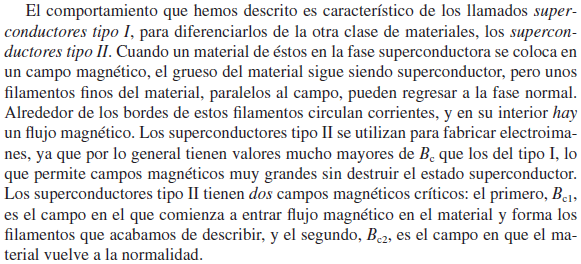 El comportamiento que hemos descrito es característico de los llamados super-
conductores tipo I, para diferenciarlos de la otra clase de materiales, los supercon-
ductores tipo II. Cuando un material de éstos en la fase superconductora se coloca en
un campo magnético, el grueso del material sigue siendo superconductor, pero unos
filamentos finos del material, paralelos al campo, pueden regresar a la fase normal.
Alrededor de los bordes de estos filamentos circulan corrientes, y en su interior hay
un flujo magnético. Los superconductores tipo II se utilizan para fabricar electroima-
nes, ya que por lo general tienen valores mucho mayores de Bc que los del tipo I, lo
que permite campos magnéticos muy grandes sin destruir el estado superconductor.
Los superconductores tipo II tienen dos campos magnéticos críticos: el primero, Bc1,
es el campo en el que comienza a entrar flujo magnético en el material y forma los
filamentos que acabamos de describir, y el segundo, Bc2, es el campo en que el ma-
terial vuelve a la normalidad.